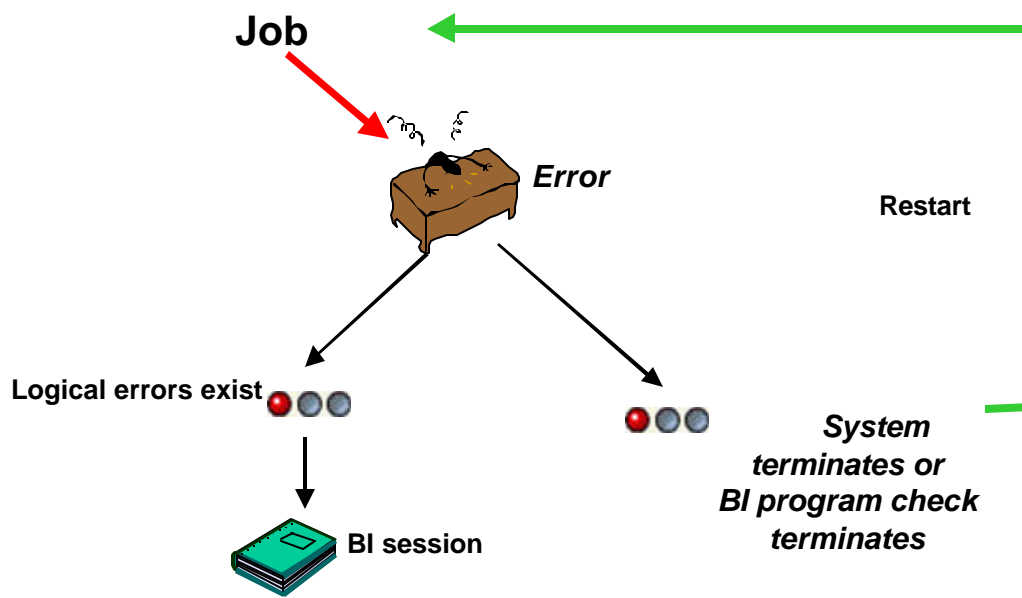 Job
Error
Restart
Logical errors exist
System
terminates or
BI program check
terminates
BI session